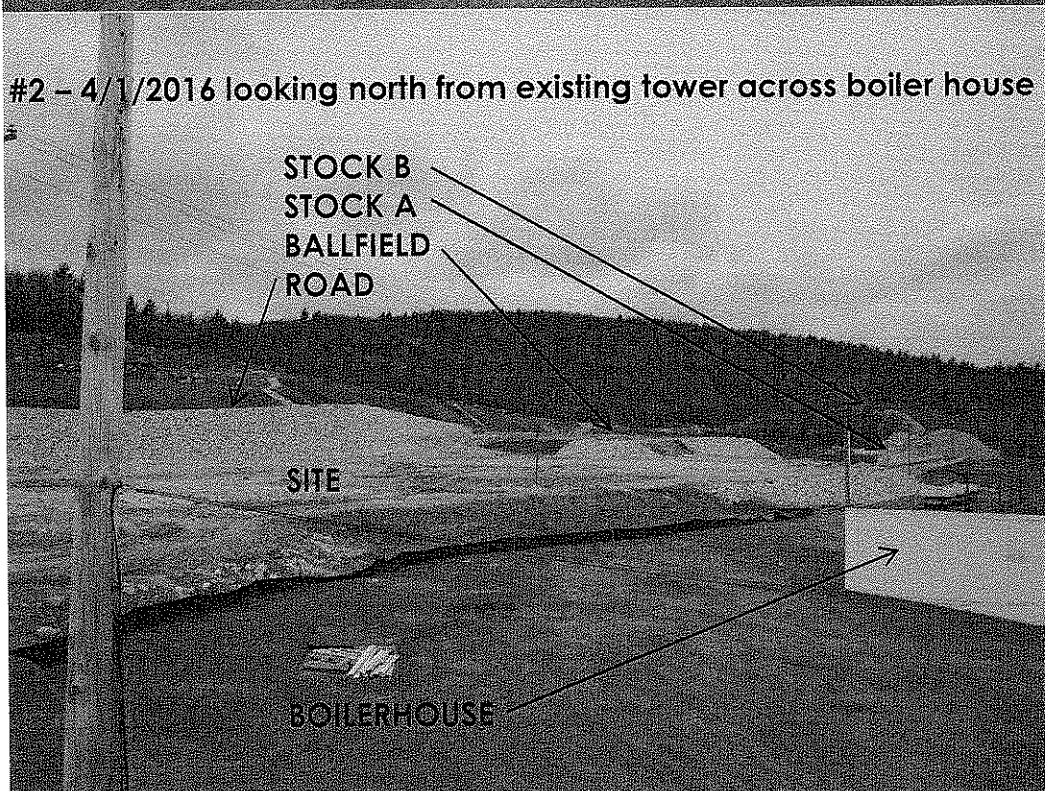 #2 – 4/1/2016 looking north from existing tower across boiler house
STOCK B
STOCK A
BALLFIELD
ROAD
SITE
BOILERHOUSE